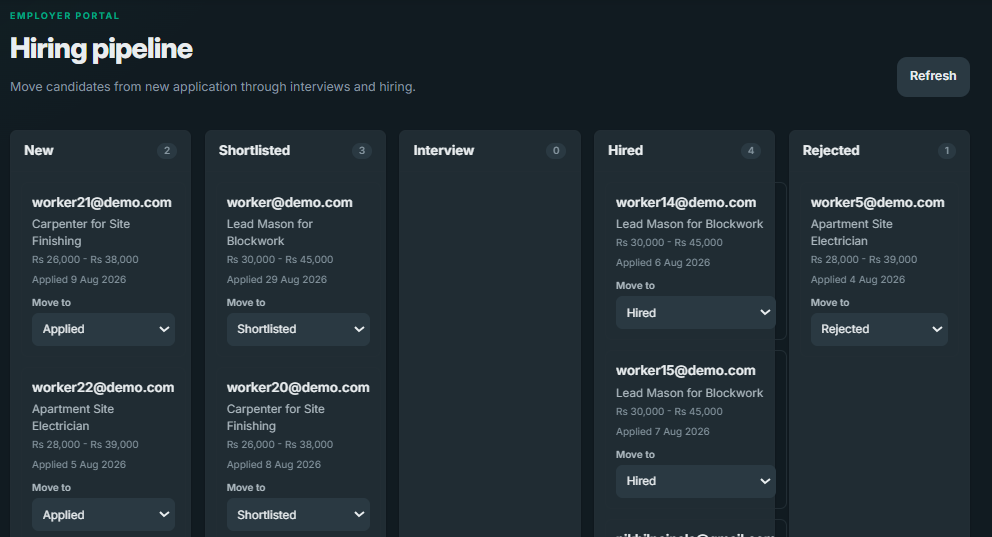 EMPLOYER PORTAL
Hiring pipeline
Move candidates from new application through interviews and hiring.
Refresh
New 2
worker21@demo.com
Carpenter for Site
Finishing
Rs 26,000 - Rs 38,000
Applied 9 Aug 2026
Move to
Applied
worker22@demo.com
Apartment Site
Electrician
Rs 28,000 - Rs 39,000
Applied 5 Aug 2026
Move to
Applied
Shortlisted 3
worker@demo.com
Lead Mason for
Blockwork
Rs 30,000 - Rs 45,000
Applied 29 Aug 2026
Move to
Shortlisted
worker20@demo.com
Carpenter for Site
Finishing
Rs 26,000 - Rs 38,000
Applied 8 Aug 2026
Move to
Shortlisted
Interview 0
Hired 4
worker14@demo.com
Lead Mason for Blockwork
Rs 30,000 - Rs 45,000
Applied 6 Aug 2026
Move to
Hired
worker15@demo.com
Lead Mason for Blockwork
Rs 30,000 - Rs 45,000
Applied 7 Aug 2026
Move to
Hired
Rejected 1
worker5@demo.com
Apartment Site
Electrician
Rs 28,000 - Rs 39,000
Applied 4 Aug 2026
Move to
Rejected